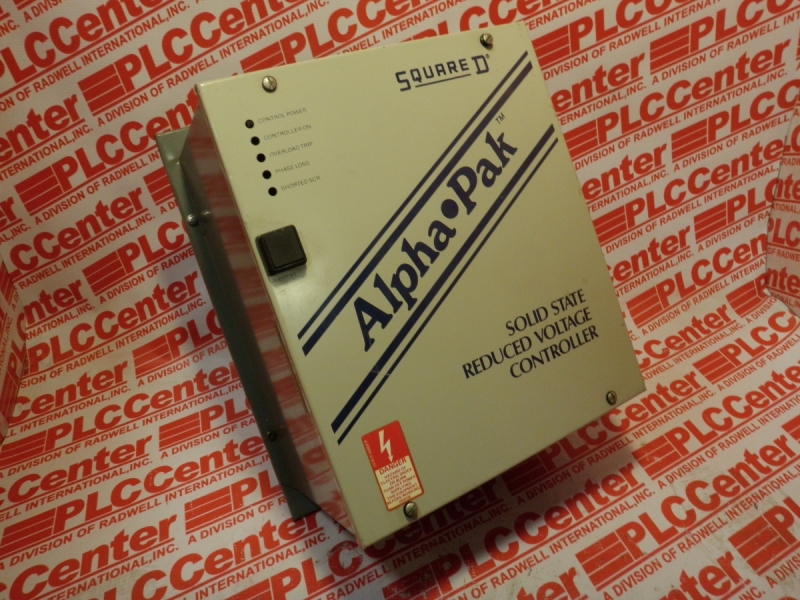 SQUARE D
CONTROL POWER
CONTROLLER ON
OVERLOAD TRIP
PHASE LOSS
SHORTED SCR
Alpha•Pak™
SOLID STATE
REDUCED VOLTAGE
CONTROLLER
DANGER
PLCCenter
A DIVISION OF RADWELL INTERNATIONAL, INC.